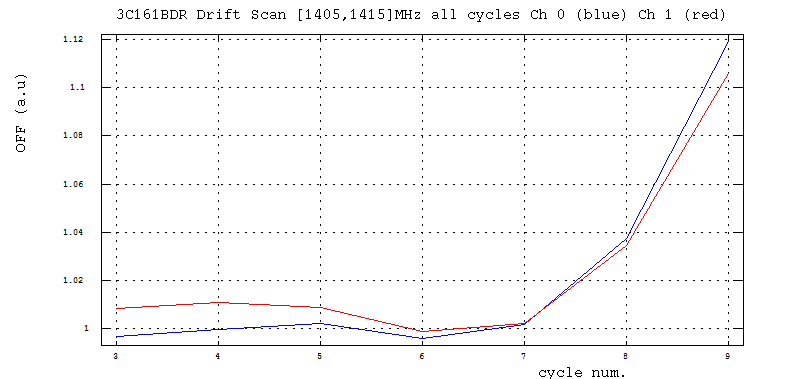 3C161BDR Drift Scan [1405,1415]MHz all cycles Ch 0 (blue) Ch 1 (red)
OFF (a.u)
1.12
1.1
1.08
1.06
1.04
1.02
1
3 4 5 6 7 8 9
cycle num.